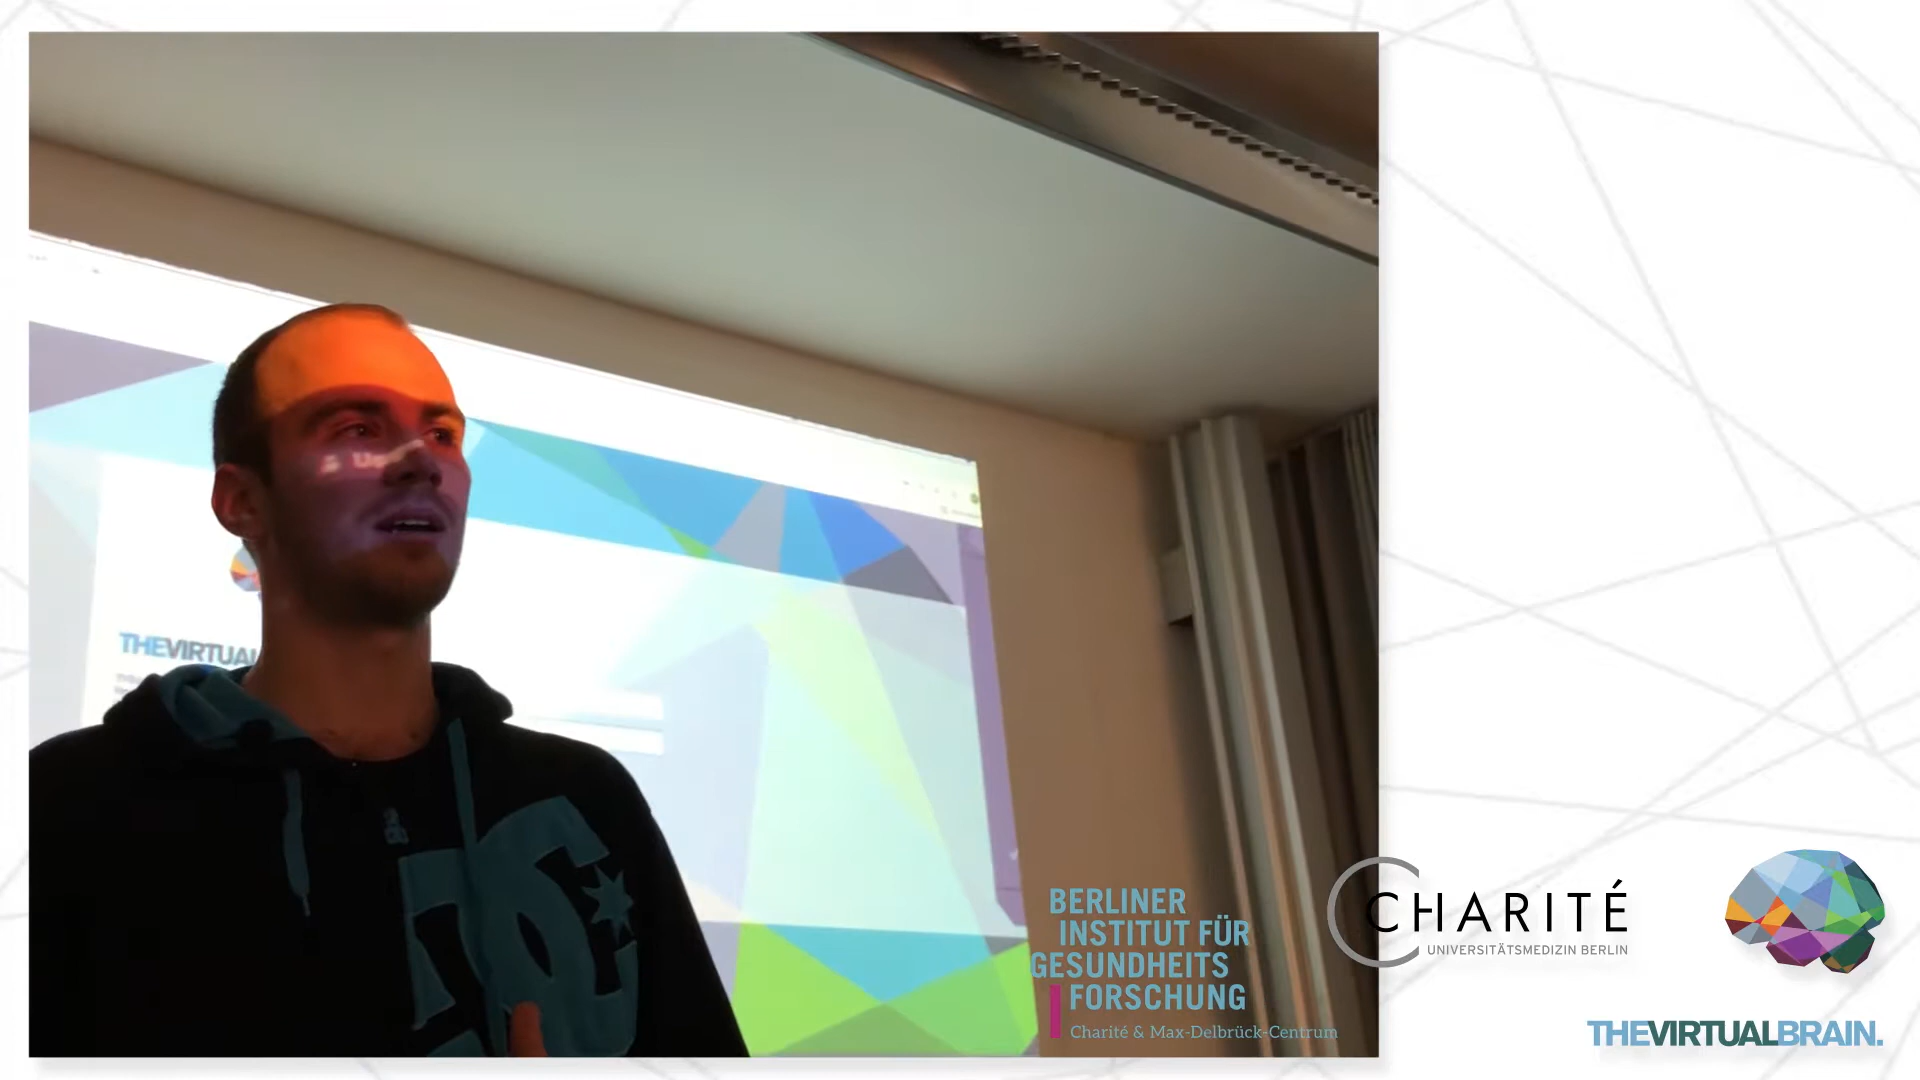 THEVIRTUAL
BERLINER
INSTITUT FÜR
GESUNDHEITS
FORSCHUNG
Charité & Max-Delbrück-Centrum
CHARITÉ
UNIVERSITÄTSMEDIZIN BERLIN
THEVIRTUALBRAIN.